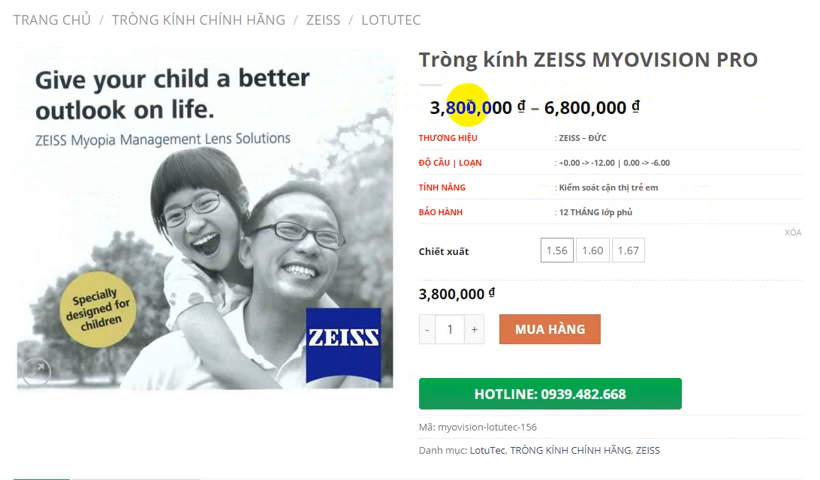 TRANG CHỦ / TRÒNG KÍNH CHÍNH HÃNG / ZEISS / LOTUTEC
Give your child a better
outlook on life.
ZEISS Myopia Management Lens Solutions
Specially
designed for
children
ZEISS
Tròng kính ZEISS MYOVISION PRO
3,800,000 ₫ – 6,800,000 ₫
THƯƠNG HIỆU : ZEISS – ĐỨC
ĐỘ CẦU | LOẠN : +0.00 -> -12.00 | 0.00 -> -6.00
TÍNH NĂNG : Kiểm soát cận thị trẻ em
BẢO HÀNH : 12 THÁNG lớp phủ
XÓA
Chiết xuất 1.56 1.60 1.67
3,800,000 ₫
- 1 + MUA HÀNG
HOTLINE: 0939.482.668
Mã: myovision-lotutec-156
Danh mục: LotuTec, TRÒNG KÍNH CHÍNH HÃNG, ZEISS